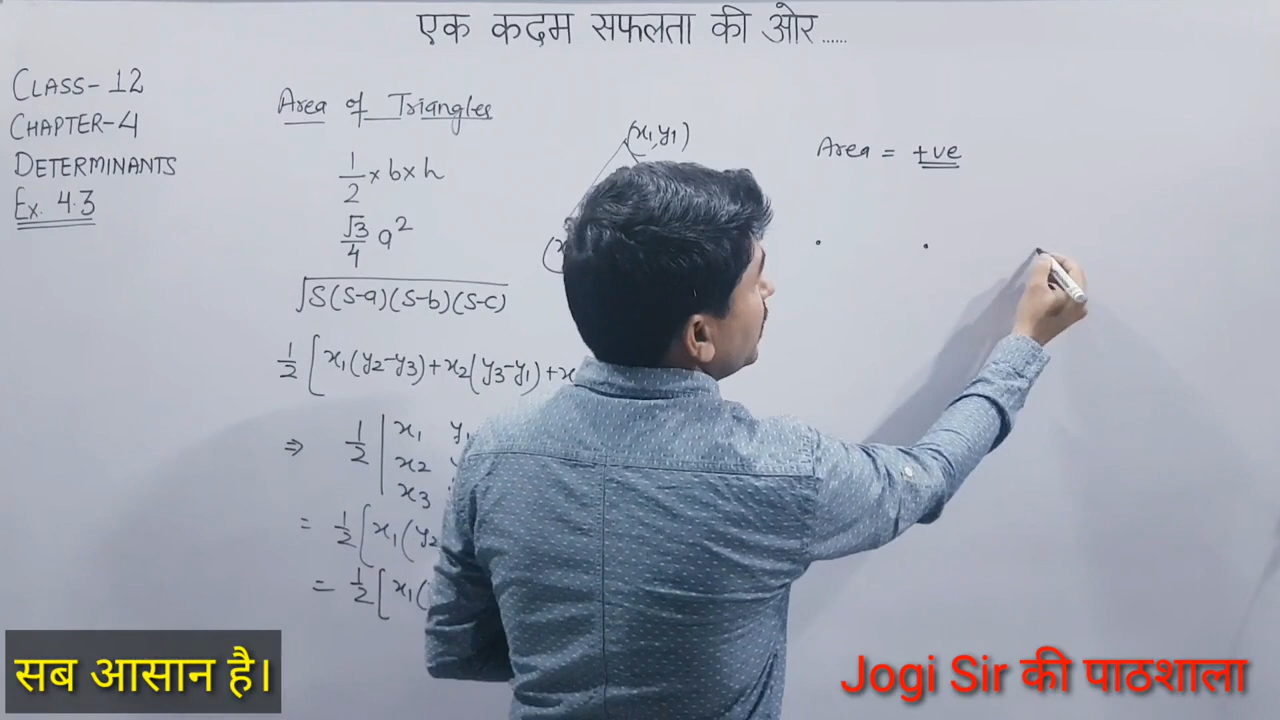 एक कदम सफलता की ओर......
CLASS-12
CHAPTER-4
DETERMINANTS
Ex. 4.3
Area of Triangles
1/2 × b × h
√3/4 a²
√S(S-a)(S-b)(S-c)
1/2 [x₁(y₂-y₃)+x₂(y₃-y₁)+x
⇒ 1/2 | x₁ y₁
x₂
x₃
= 1/2 [x₁(y₂
= 1/2 [x₁(
(x₁,y₁)
Area = +ve
सब आसान है।
Jogi Sir की पाठशाला